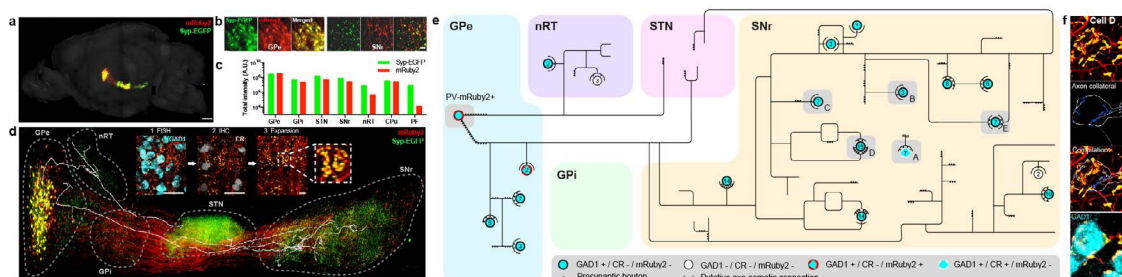 a
mRuby2
Syp-EGFP
b
Syp-EGFP
mRuby2
Merged
GPe
SNr
c
Total intensity (A.U.)
Syp-EGFP
mRuby2
GPe
GPi
STN
SNr
nRT
CPu
PF
d
GPe
nRT
1. FISH
GAD1
2. IHC
CR
3. Expansion
mRuby2
Syp-EGFP
SNr
STN
GPi
e
GPe
nRT
STN
SNr
PV-mRuby2+
GPi
C
B
E
D
A
GAD1 + / CR - / mRuby2 -
GAD1 - / CR - / mRuby2 -
GAD1 + / CR - / mRuby2 +
GAD1 + / CR + / mRuby2 -
Presynaptic bouton
Putative axo-somatic connection
f
Cell D
Axon collateral
GAD1